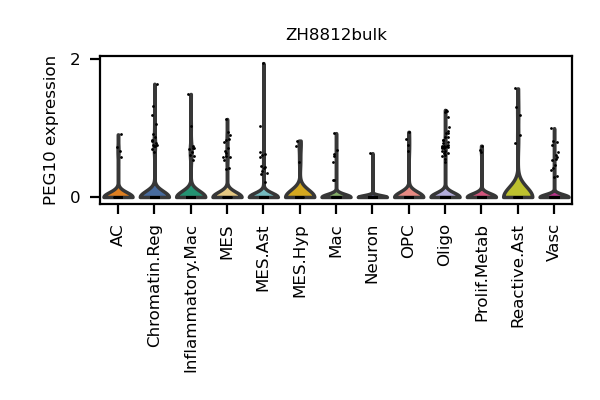 ZH8812bulk
PEG10 expression
2
0
AC
Chromatin.Reg
Inflammatory.Mac
MES
MES.Ast
MES.Hyp
Mac
Neuron
OPC
Oligo
Prolif.Metab
Reactive.Ast
Vasc